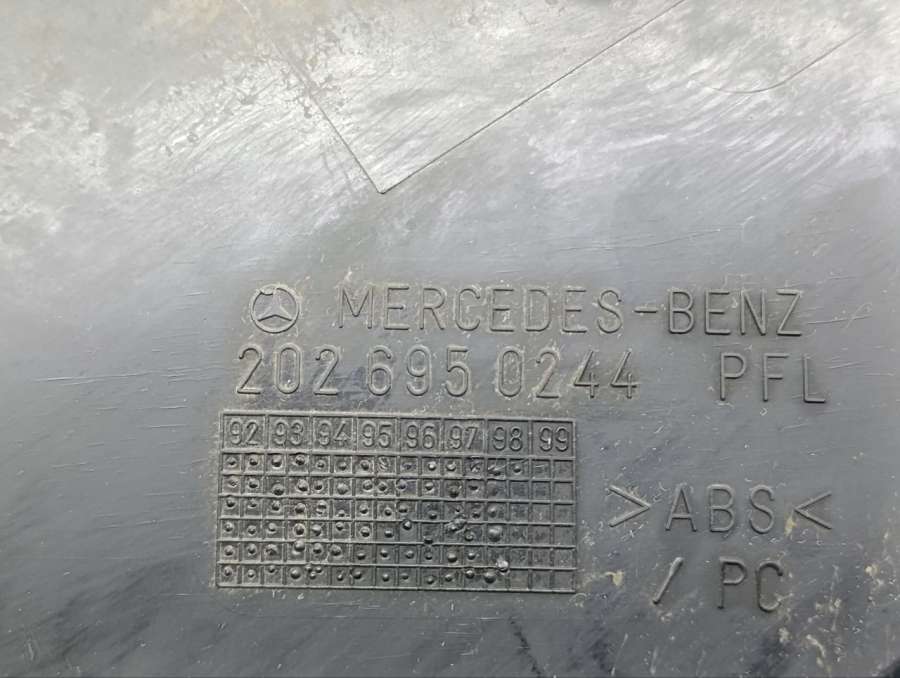 MERCEDES-BENZ
202 695 0244 PFL
92 93 94 95 96 97 98 99
>ABS<
/ PC